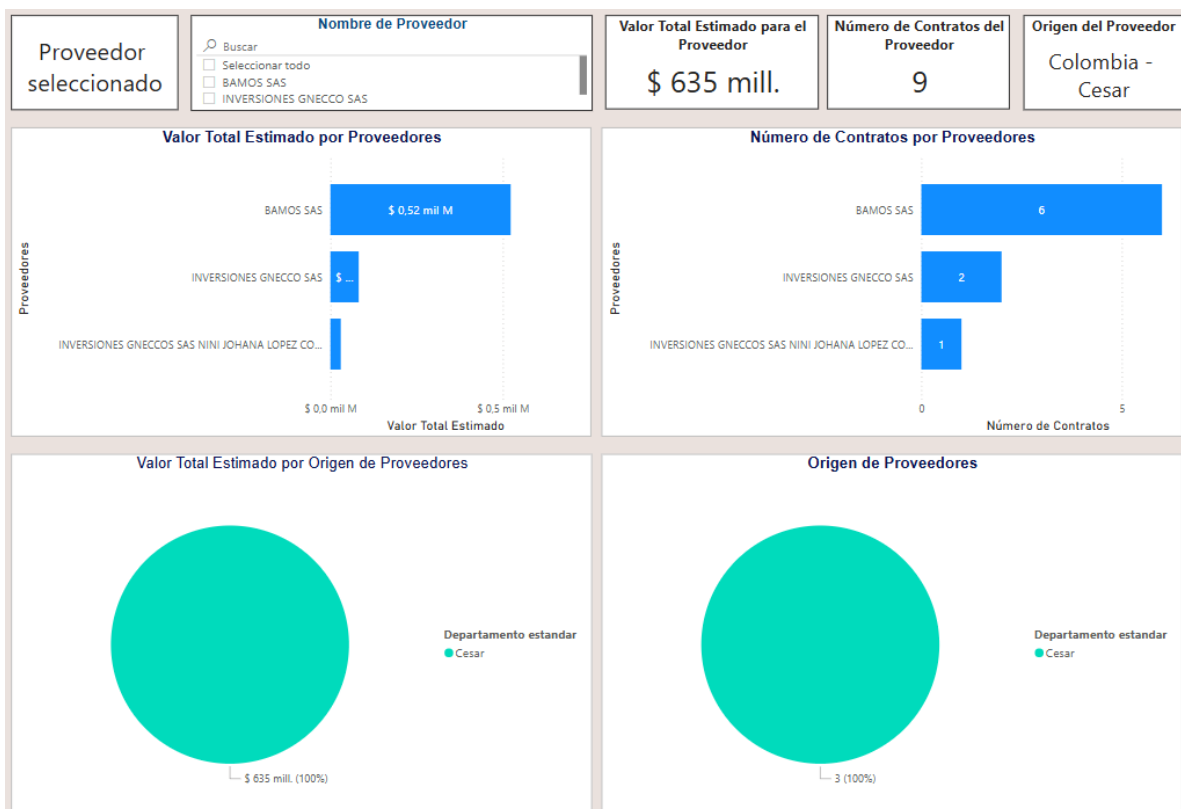 Proveedor
seleccionado
Nombre de Proveedor
Buscar
Seleccionar todo
BAMOS SAS
INVERSIONES GNECCO SAS
Valor Total Estimado para el
Proveedor
$ 635 mill.
Número de Contratos del
Proveedor
9
Origen del Proveedor
Colombia -
Cesar
Valor Total Estimado por Proveedores
Proveedores
BAMOS SAS
$ 0,52 mil M
INVERSIONES GNECCO SAS
$ ...
INVERSIONES GNECCOS SAS NINI JOHANA LOPEZ CO...
$ 0,0 mil M
$ 0,5 mil M
Valor Total Estimado
Número de Contratos por Proveedores
Proveedores
BAMOS SAS
6
INVERSIONES GNECCO SAS
2
INVERSIONES GNECCOS SAS NINI JOHANA LOPEZ CO...
1
0
5
Número de Contratos
Valor Total Estimado por Origen de Proveedores
Departamento estandar
Cesar
$ 635 mill. (100%)
Origen de Proveedores
Departamento estandar
Cesar
3 (100%)